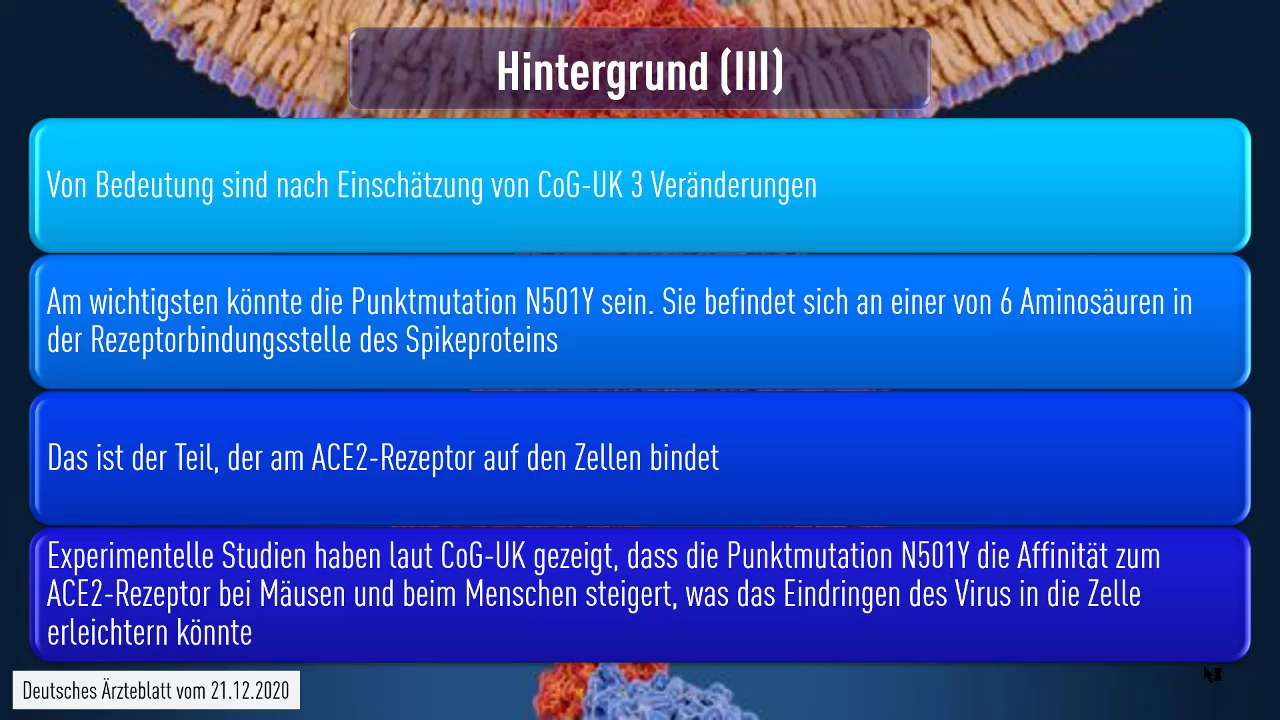 Hintergrund (III)
Von Bedeutung sind nach Einschätzung von CoG-UK 3 Veränderungen
Am wichtigsten könnte die Punktmutation N501Y sein. Sie befindet sich an einer von 6 Aminosäuren in
der Rezeptorbindungsstelle des Spikeproteins
Das ist der Teil, der am ACE2-Rezeptor auf den Zellen bindet
Experimentelle Studien haben laut CoG-UK gezeigt, dass die Punktmutation N501Y die Affinität zum
ACE2-Rezeptor bei Mäusen und beim Menschen steigert, was das Eindringen des Virus in die Zelle
erleichtern könnte
Deutsches Ärzteblatt vom 21.12.2020